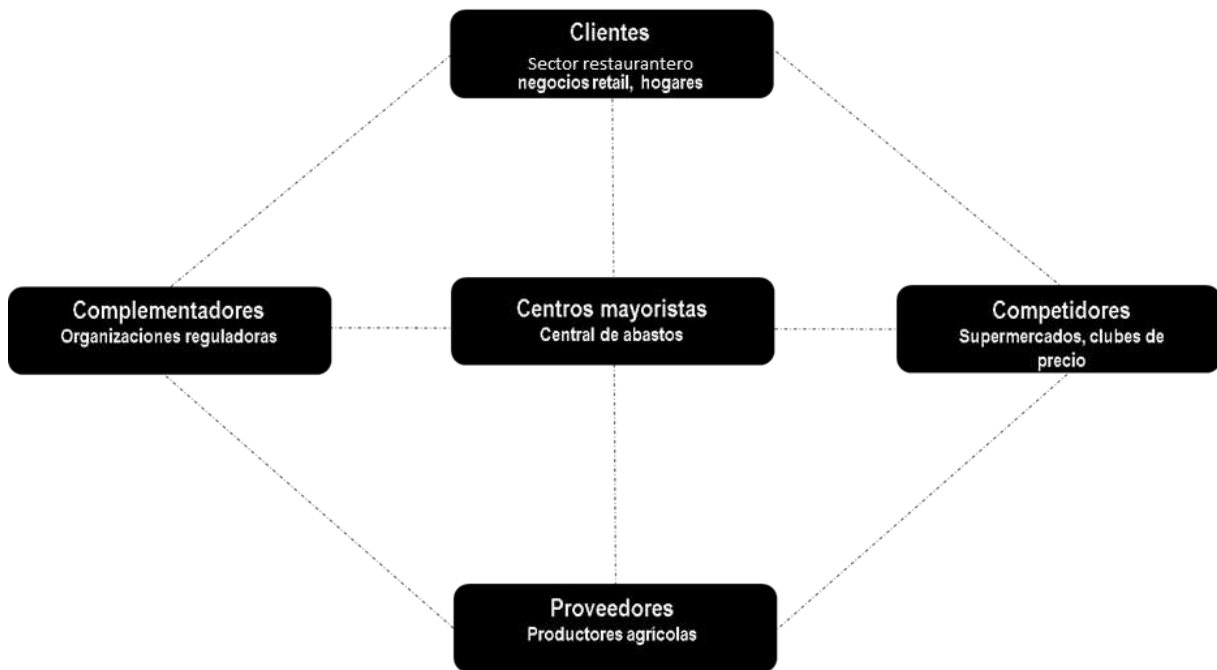 Clientes
Sector restaurantero
negocios retail, hogares
Complementadores
Organizaciones reguladoras
Centros mayoristas
Central de abastos
Competidores
Supermercados, clubes de
precio
Proveedores
Productores agrícolas